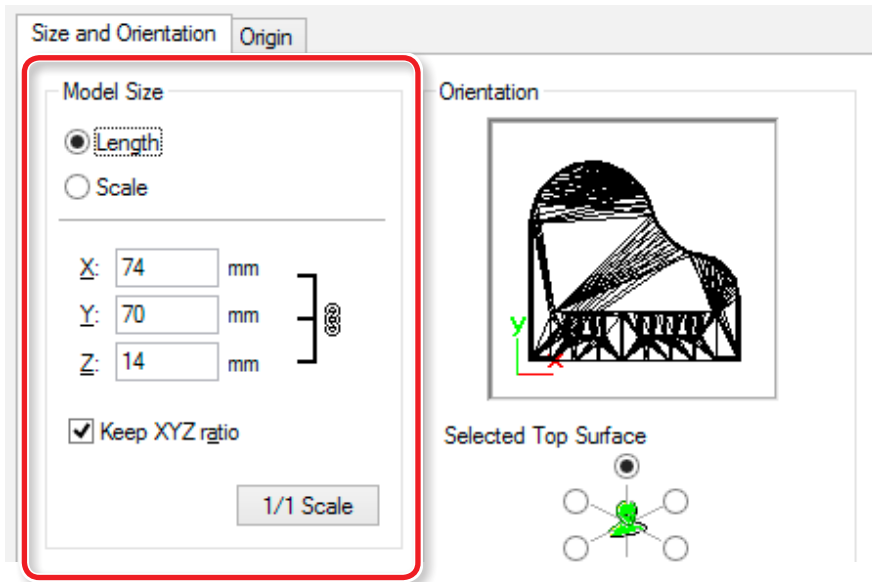 Size and Orientation Origin
Model Size
Length
Scale
X: 74 mm
Y: 70 mm
Z: 14 mm
Keep XYZ ratio
1/1 Scale
Orientation
y
x
Selected Top Surface